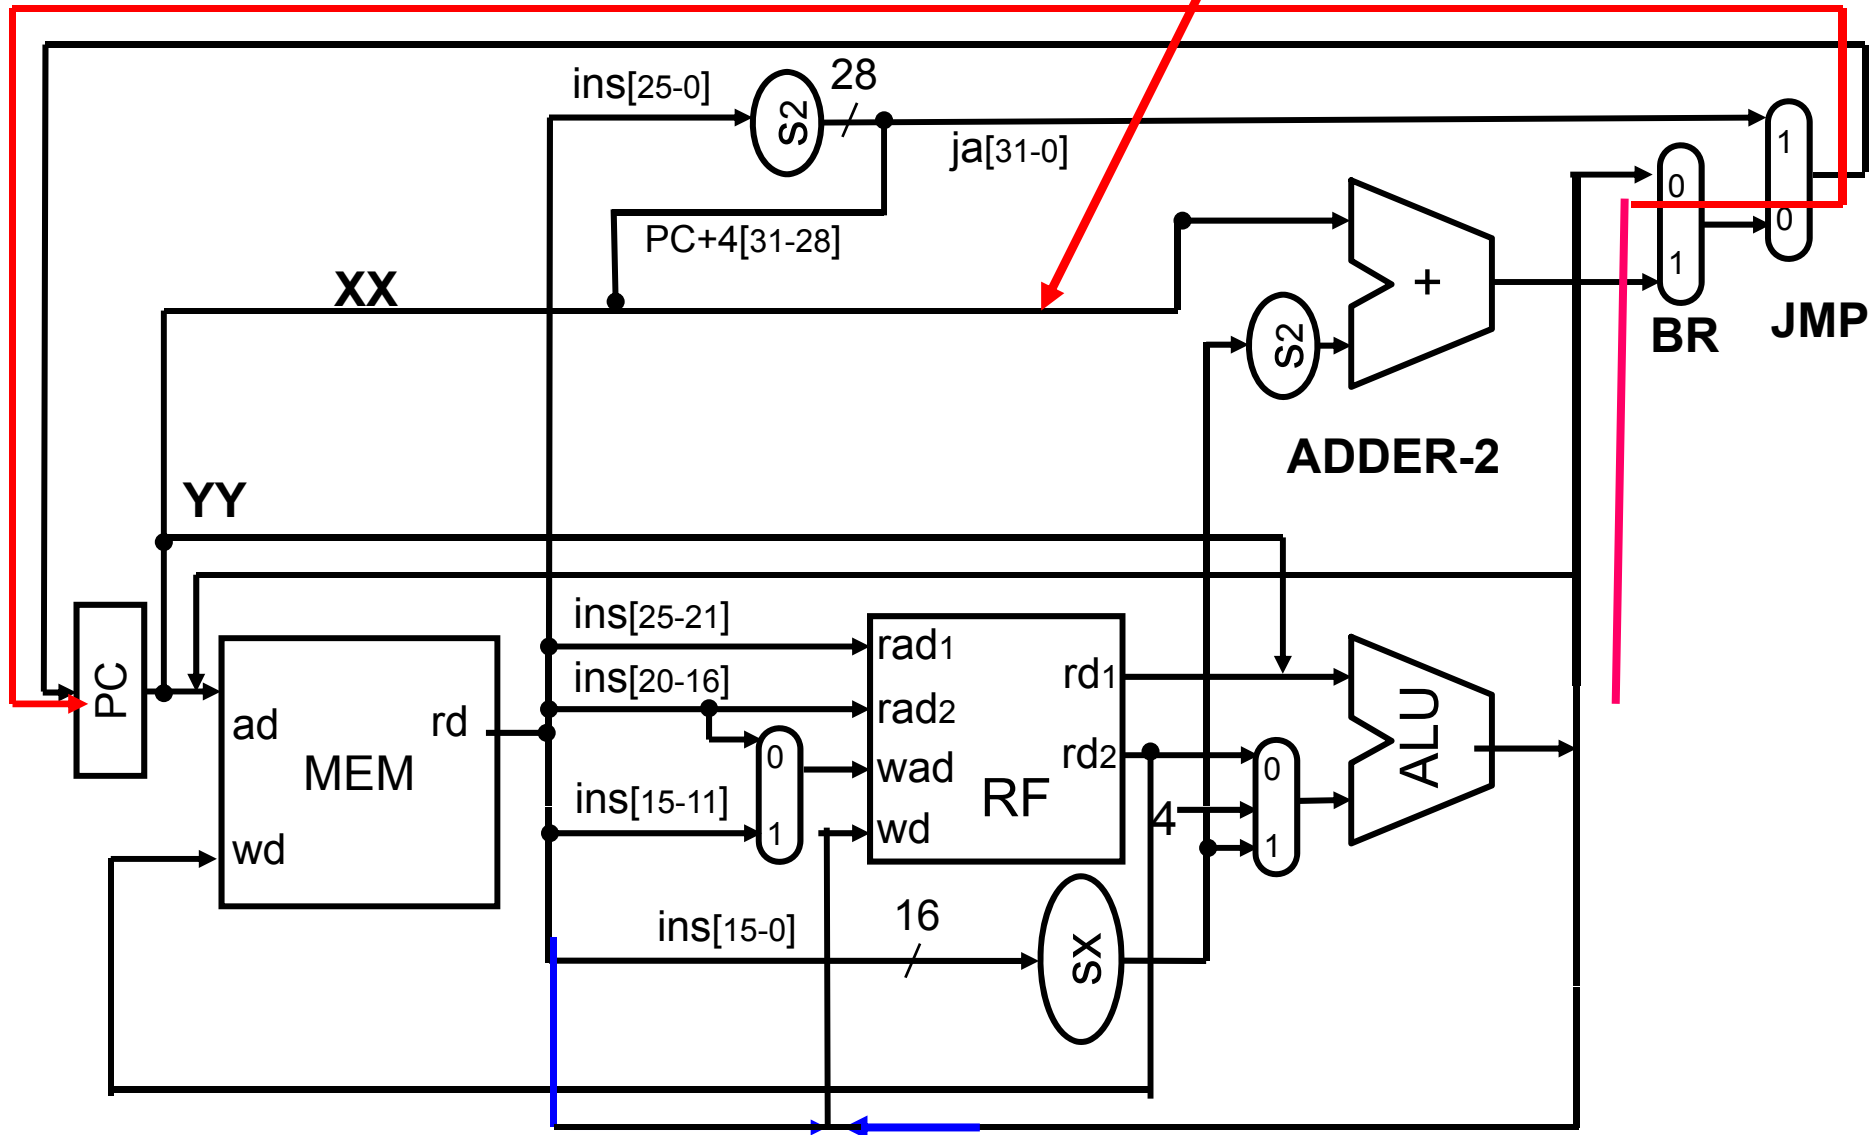 28
ins[25-0]
s2
ja[31-0]
1
0
0
1
PC+4[31-28]
XX
+
s2
BR
JMP
ADDER-2
YY
ins[25-21]
rad1
rd1
PC
ins[20-16]
rad2
ad
rd
MEM
0
wad
rd2
RF
ALU
0
ins[15-11]
1
wd
4
1
wd
16
ins[15-0]
sx